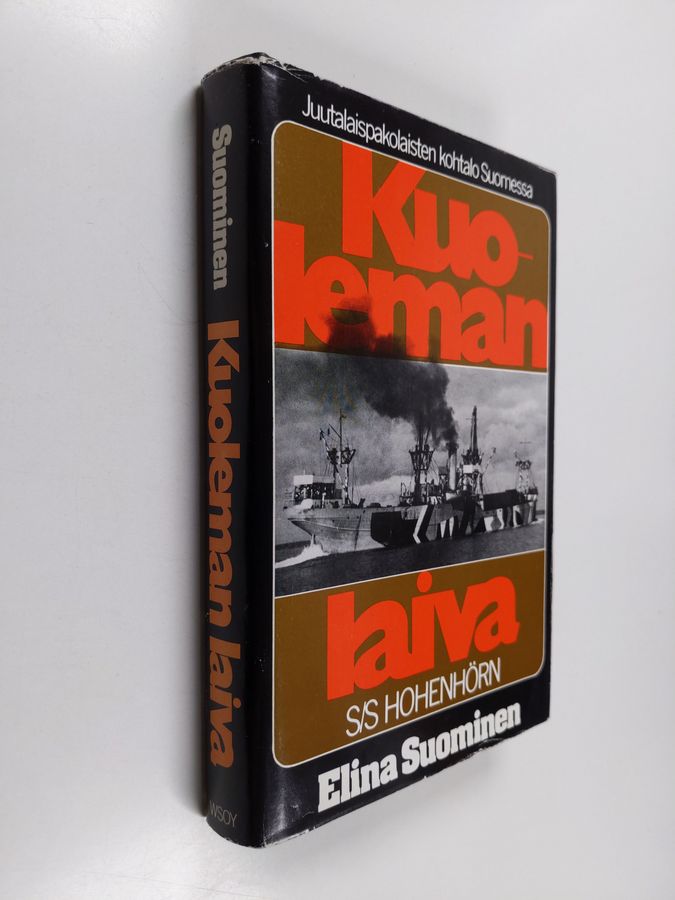 Juutalaispakolaisten kohtalo Suomessa
Kuo-
leman
laiva
S/S HOHENHÖRN
Elina Suominen
Suominen
Kuoleman laiva
WSOY